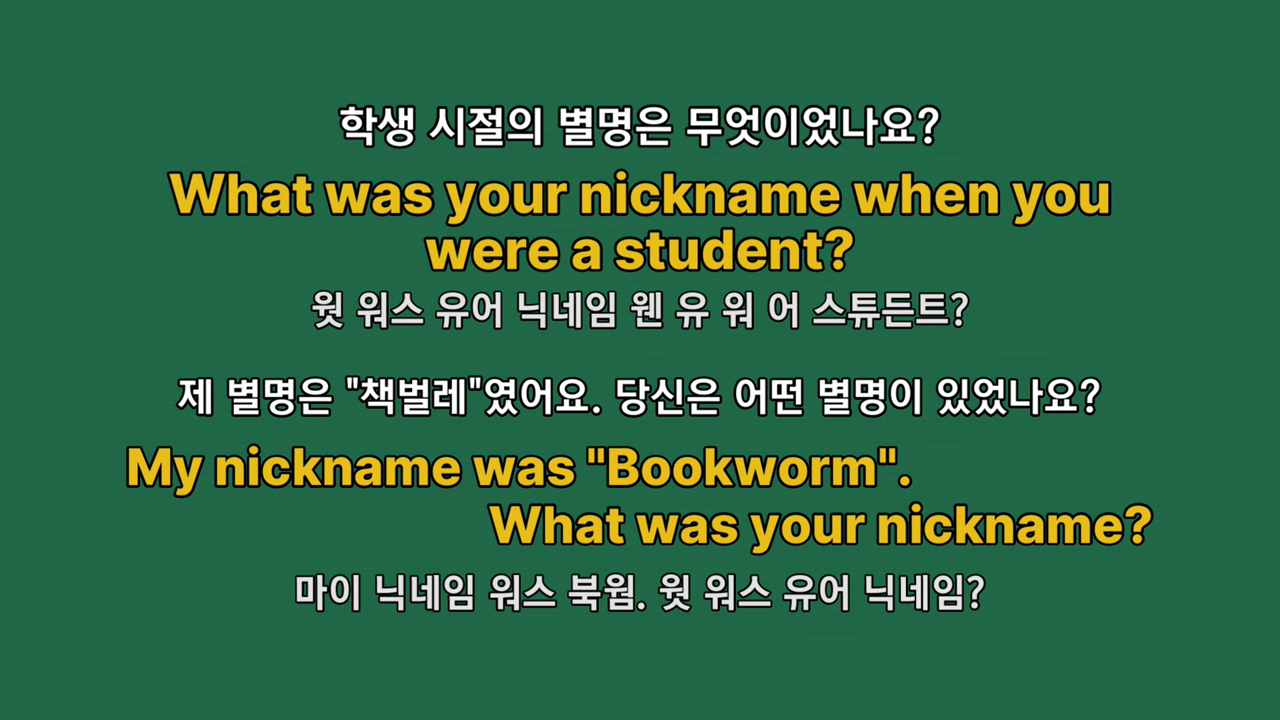 학생 시절의 별명은 무엇이었나요?
What was your nickname when you
were a student?
웟 워스 유어 닉네임 웬 유 워 어 스튜든트?
제 별명은 "책벌레"였어요. 당신은 어떤 별명이 있었나요?
My nickname was "Bookworm".
What was your nickname?
마이 닉네임 워스 북웜. 웟 워스 유어 닉네임?